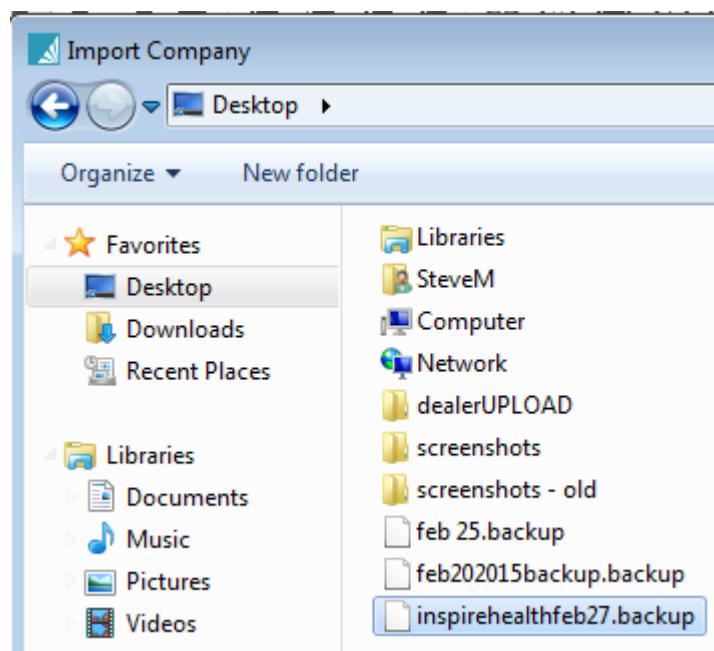 Import Company
Desktop
Organize
New folder
Favorites
Desktop
Downloads
Recent Places
Libraries
Documents
Music
Pictures
Videos
Libraries
SteveM
Computer
Network
dealerUPLOAD
screenshots
screenshots - old
feb 25.backup
feb202015backup.backup
inspirehealthfeb27.backup